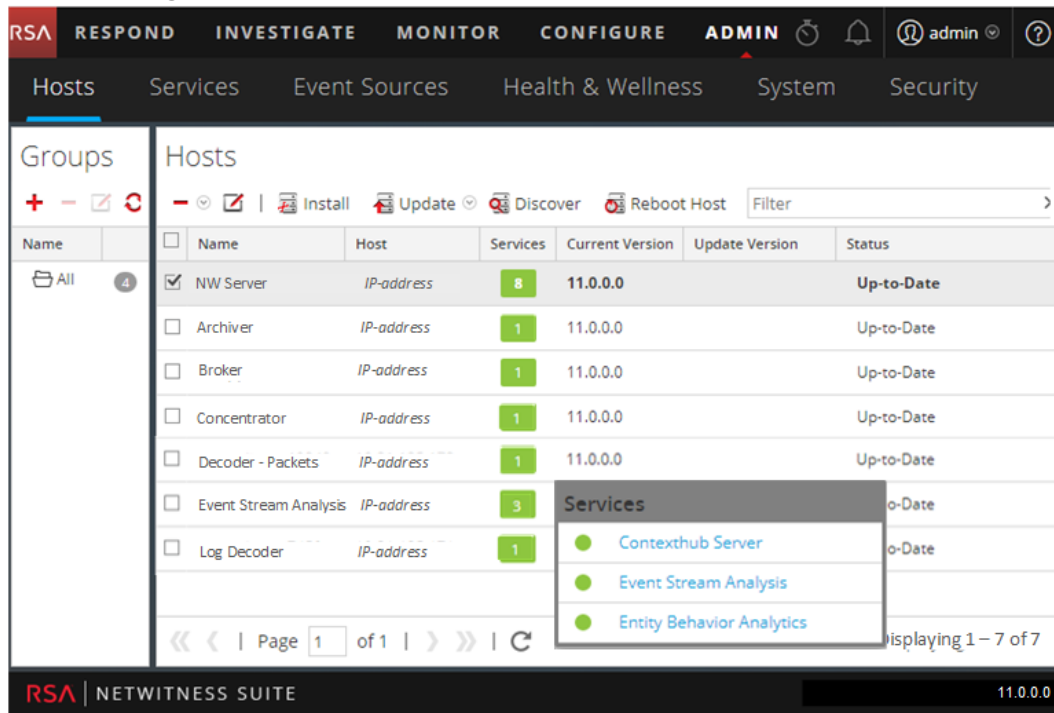 RSA RESPOND INVESTIGATE MONITOR CONFIGURE ADMIN admin ?
Hosts Services Event Sources Health & Wellness System Security
Groups Hosts
Install Update Discover Reboot Host Filter
Name Name Host Services Current Version Update Version Status
All 4 NW Server IP-address 8 11.0.0.0 Up-to-Date
Archiver IP-address 1 11.0.0.0 Up-to-Date
Broker IP-address 1 11.0.0.0 Up-to-Date
Concentrator IP-address 1 11.0.0.0 Up-to-Date
Decoder - Packets IP-address 1 11.0.0.0 Up-to-Date
Event Stream Analysis IP-address 3 Services o-Date
Log Decoder IP-address 1 Contexthub Server o-Date
Event Stream Analysis
Entity Behavior Analytics
Page 1 of 1 isplaying 1 – 7 of 7
RSA | NETWITNESS SUITE 11.0.0.0